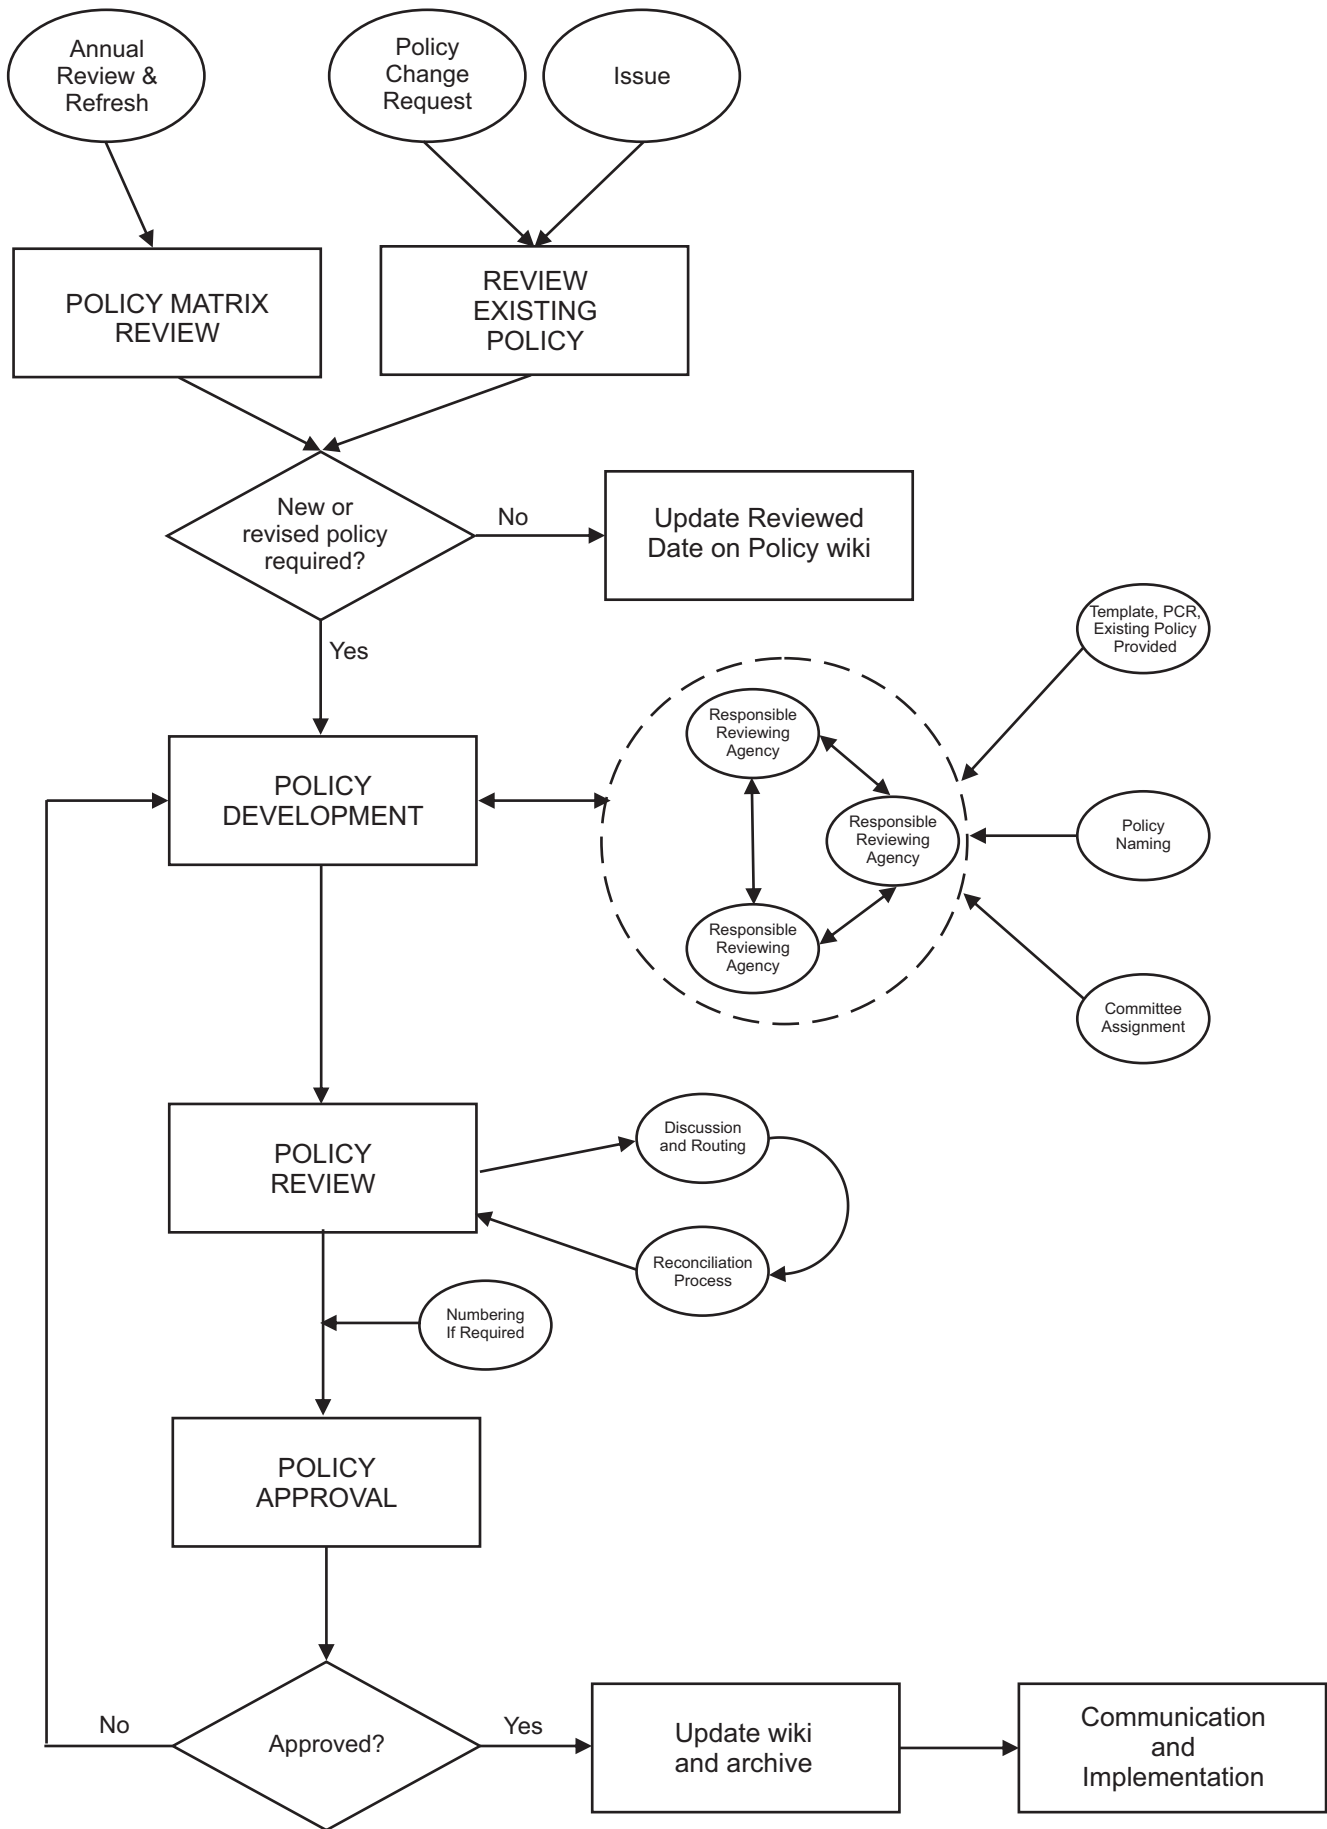 Annual
Review &
Refresh
Policy
Change
Request
Issue
POLICY MATRIX
REVIEW
REVIEW
EXISTING
POLICY
New or
revised policy
required?
No
Update Reviewed
Date on Policy wiki
Yes
Template, PCR,
Existing Policy
Provided
POLICY
DEVELOPMENT
Responsible
Reviewing
Agency
Responsible
Reviewing
Agency
Responsible
Reviewing
Agency
Policy
Naming
Committee
Assignment
POLICY
REVIEW
Discussion
and Routing
Reconciliation
Process
Numbering
If Required
POLICY
APPROVAL
No
Approved?
Yes
Update wiki
and archive
Communication
and
Implementation